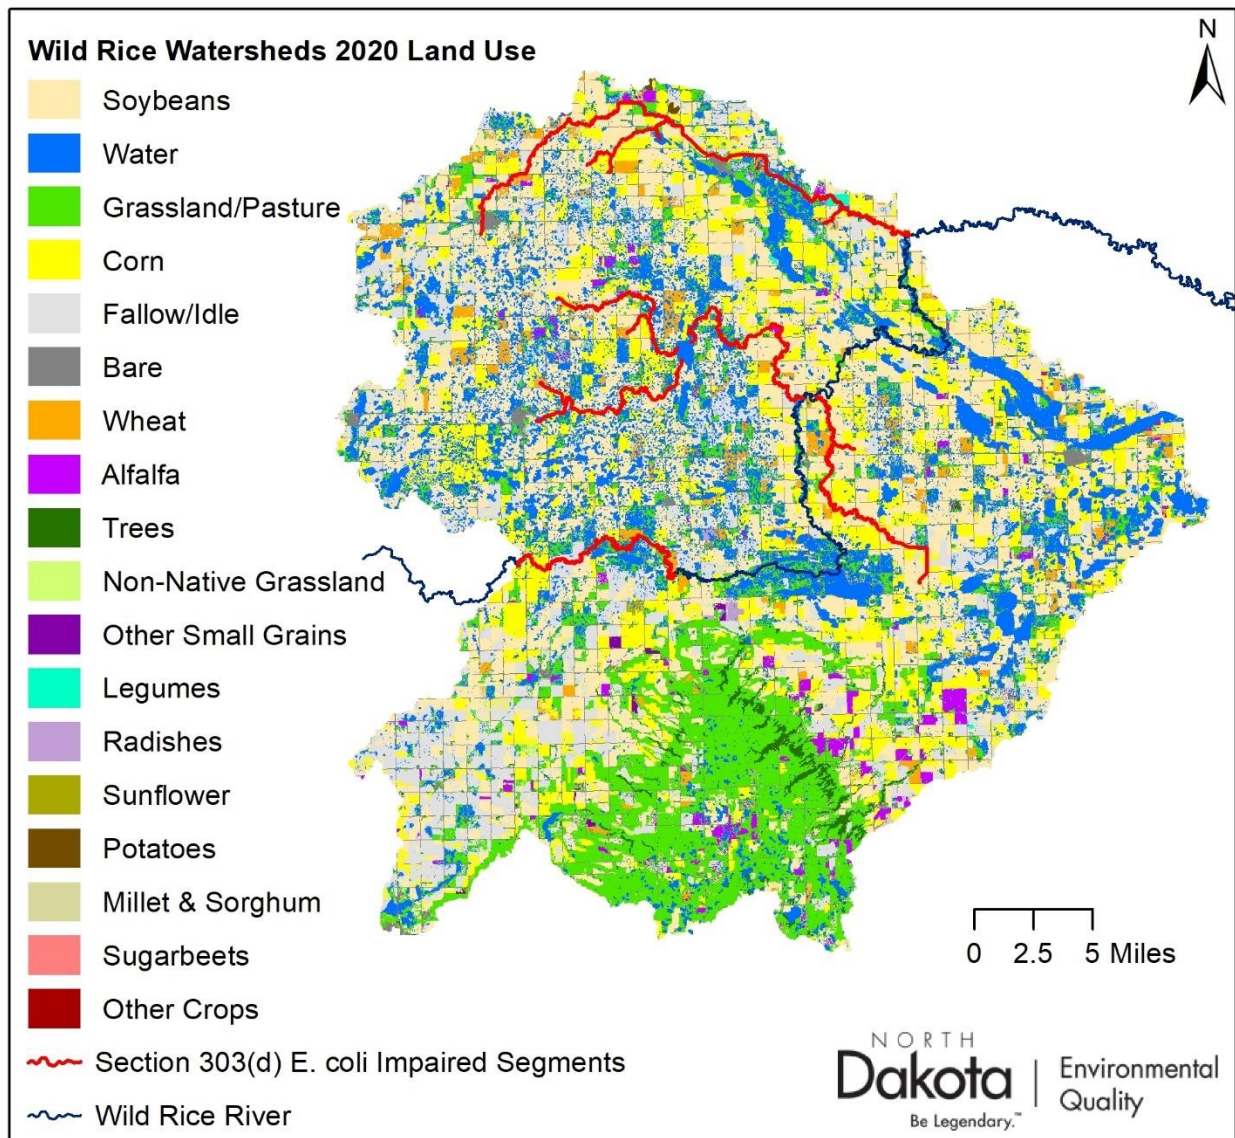 N
Wild Rice Watersheds 2020 Land Use
Soybeans
Water
Grassland/Pasture
Corn
Fallow/Idle
Bare
Wheat
Alfalfa
Trees
Non-Native Grassland
Other Small Grains
Legumes
Radishes
Sunflower
Potatoes
Millet & Sorghum
Sugarbeets
Other Crops
Section 303(d) E. coli Impaired Segments
Wild Rice River
0 2.5 5 Miles
NORTH
Dakota
Be Legendary.™
Environmental
Quality